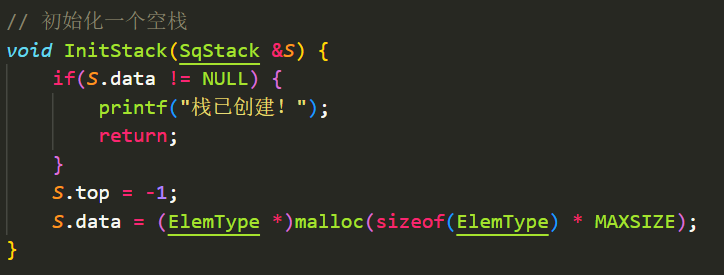 // 初始化一个空栈
void InitStack(SqStack &S) {
    if(S.data != NULL) {
        printf("栈已创建！");
        return;
    }
    S.top = -1;
    S.data = (ElemType *)malloc(sizeof(ElemType) * MAXSIZE);
}